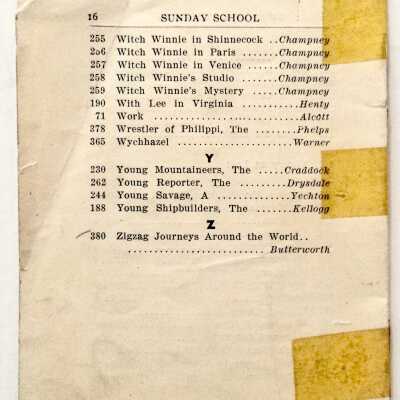 16 SUNDAY SCHOOL
255 Witch Winnie in Shinnecock ..Champney
256 Witch Winnie in Paris .......Champney
257 Witch Winnie in Venice ......Champney
258 Witch Winnie's Studio .......Champney
259 Witch Winnie's Mystery .....Champney
190 With Lee in Virginia ...........Henty
71 Work .........................Alcott
378 Wrestler of Philippi, The ........Phelps
365 Wychhazel ....................Warner
Y
230 Young Mountaineers, The .....Craddock
262 Young Reporter, The .........Drysdale
244 Young Savage, A .............Yechton
188 Young Shipbuilders, The .......Kellogg
Z
380 Zigzag Journeys Around the World..
.........................Butterworth